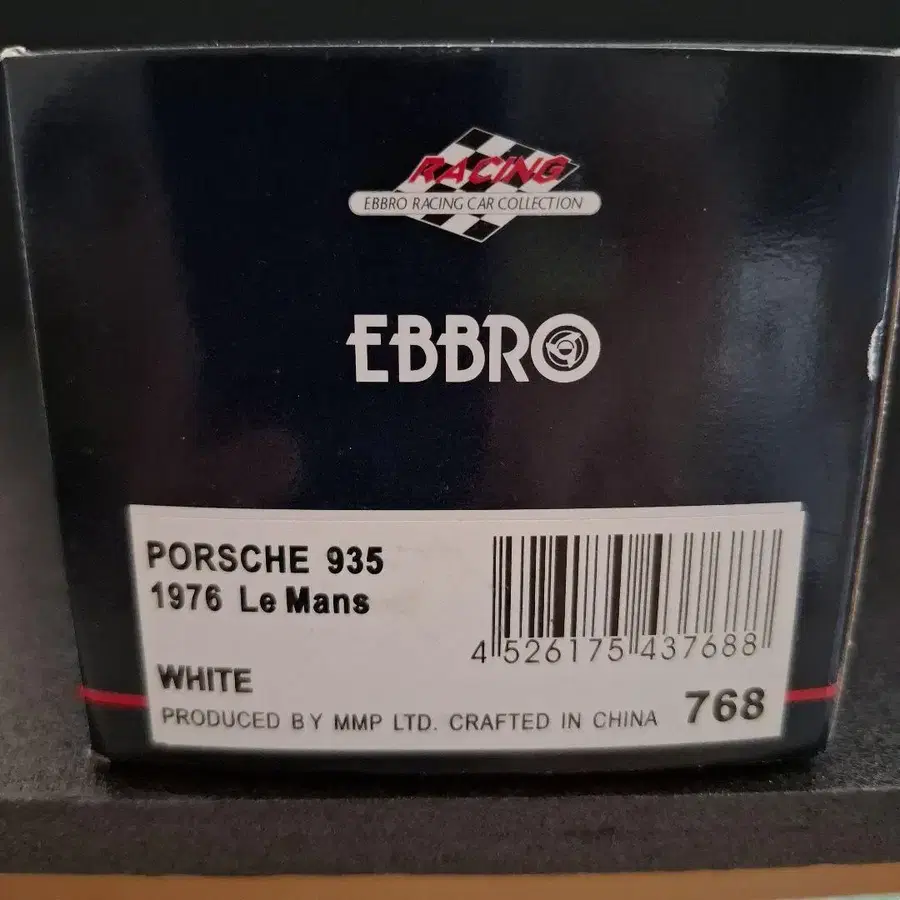 RACING
EBBRO RACING CAR COLLECTION
EBBRO
PORSCHE 935
1976 Le Mans
4 526175 437688
WHITE
768
PRODUCED BY MMP LTD. CRAFTED IN CHINA